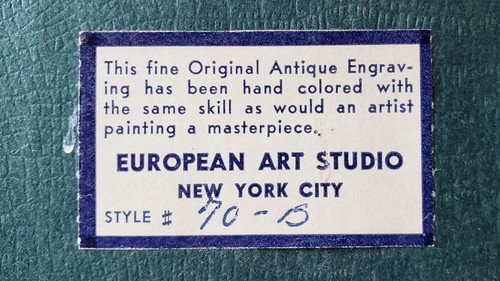 This fine Original Antique Engrav-
ing has been hand colored with
the same skill as would an artist
painting a masterpiece.
EUROPEAN ART STUDIO
NEW YORK CITY
STYLE # 70-B